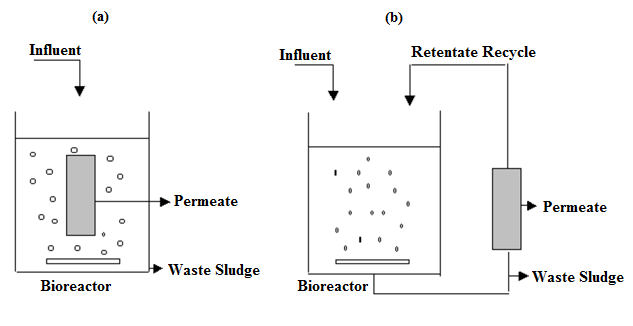 (a)
Influent
Permeate
Waste Sludge
Bioreactor
(b)
Influent
Retentate Recycle
Permeate
Waste Sludge
Bioreactor